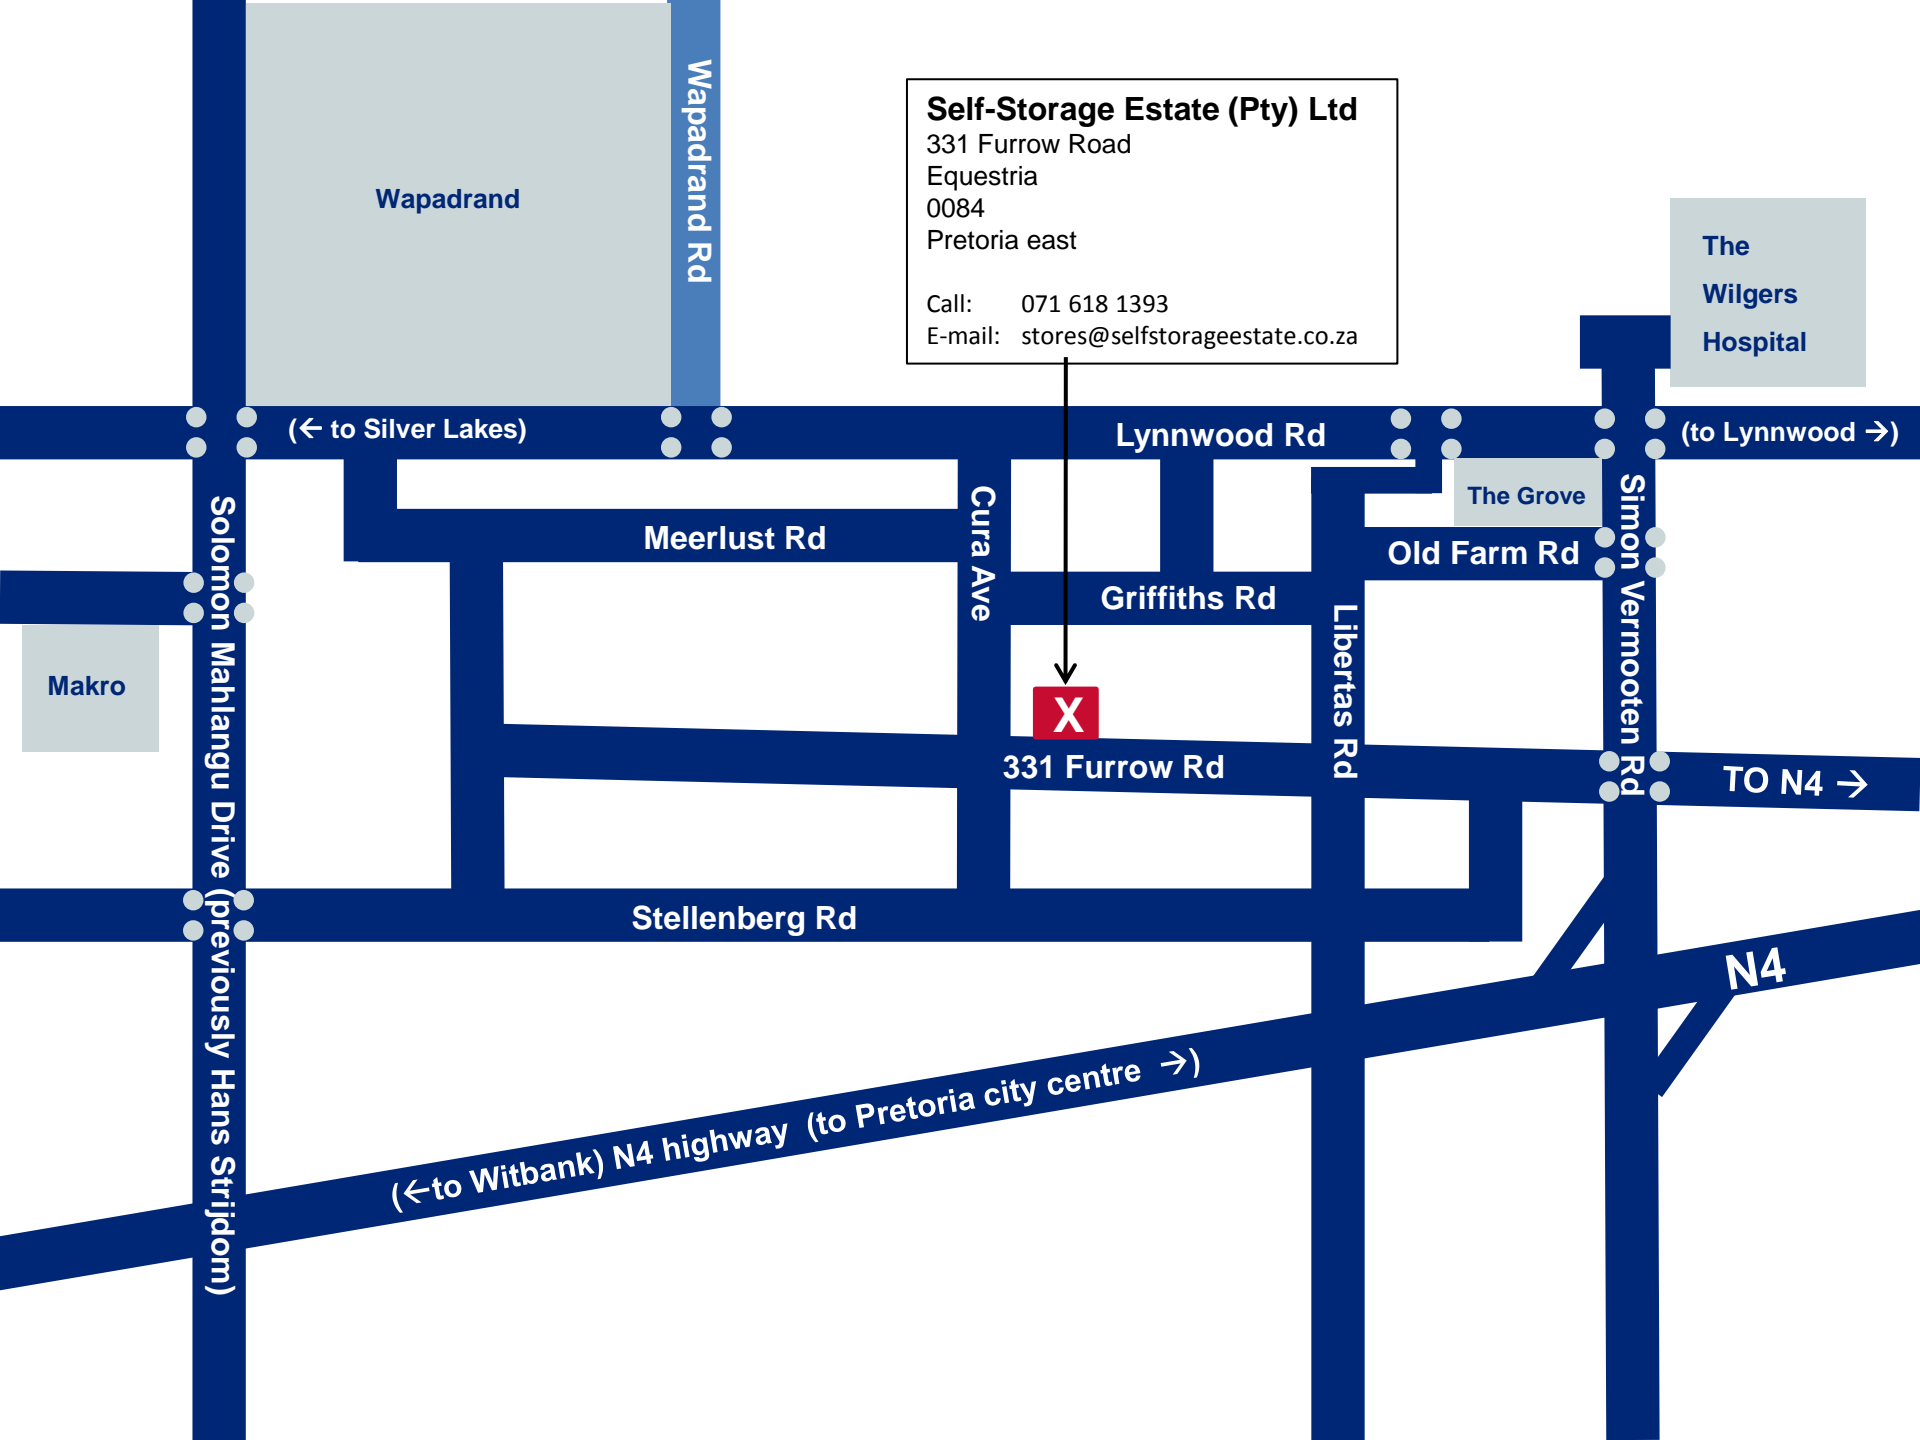 Wapadrand
Wapadrand Rd
Self-Storage Estate (Pty) Ltd
331 Furrow Road
Equestria
0084
Pretoria east
Call: 071 618 1393
E-mail: stores@selfstorageestate.co.za
The
Wilgers
Hospital
(← to Silver Lakes)
Lynnwood Rd
(to Lynnwood →)
Solomon Mahlangu Drive (previously Hans Strijdom)
Meerlust Rd
Cura Ave
The Grove
Old Farm Rd
Simon Vermooten Rd
Griffiths Rd
Libertas Rd
Makro
X
331 Furrow Rd
TO N4 →
Stellenberg Rd
N4
(←to Witbank) N4 highway (to Pretoria city centre →)